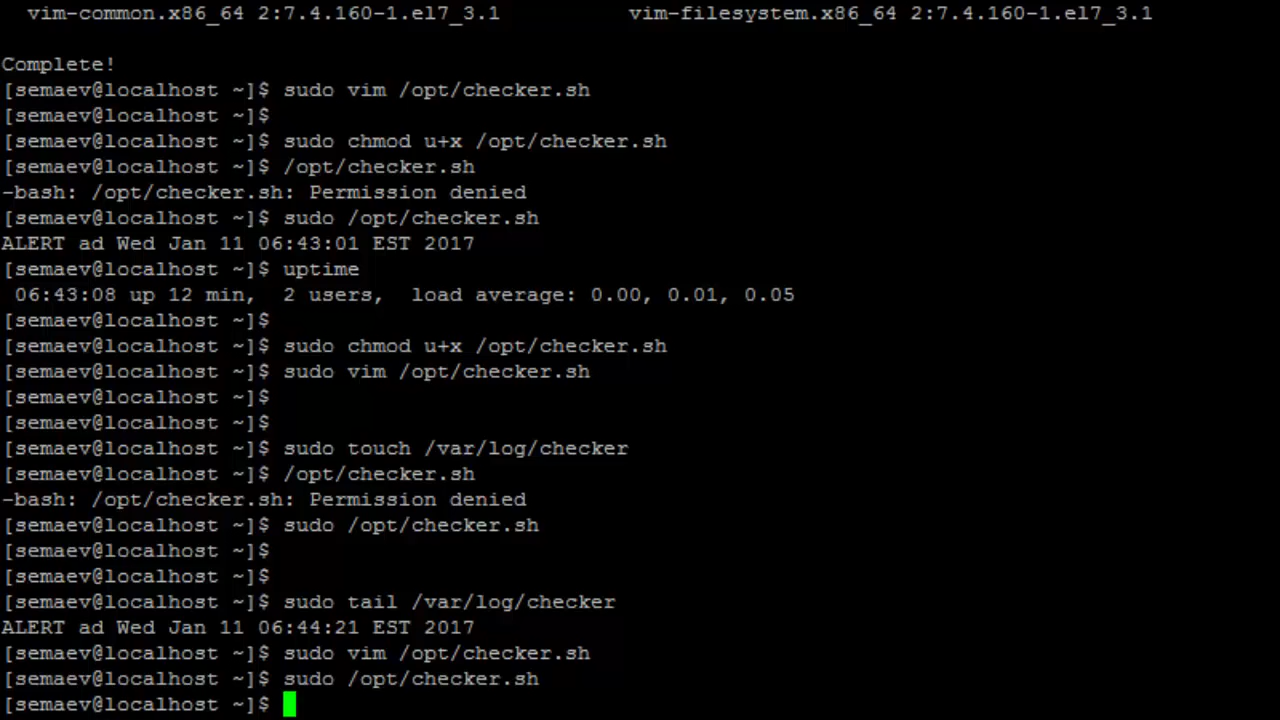 vim-common.x86_64 2:7.4.160-1.el7_3.1 vim-filesystem.x86_64 2:7.4.160-1.el7_3.1
Complete!
[semaev@localhost ~]$ sudo vim /opt/checker.sh
[semaev@localhost ~]$
[semaev@localhost ~]$ sudo chmod u+x /opt/checker.sh
[semaev@localhost ~]$ /opt/checker.sh
-bash: /opt/checker.sh: Permission denied
[semaev@localhost ~]$ sudo /opt/checker.sh
ALERT ad Wed Jan 11 06:43:01 EST 2017
[semaev@localhost ~]$ uptime
 06:43:08 up 12 min,  2 users,  load average: 0.00, 0.01, 0.05
[semaev@localhost ~]$
[semaev@localhost ~]$ sudo chmod u+x /opt/checker.sh
[semaev@localhost ~]$ sudo vim /opt/checker.sh
[semaev@localhost ~]$
[semaev@localhost ~]$
[semaev@localhost ~]$ sudo touch /var/log/checker
[semaev@localhost ~]$ /opt/checker.sh
-bash: /opt/checker.sh: Permission denied
[semaev@localhost ~]$ sudo /opt/checker.sh
[semaev@localhost ~]$
[semaev@localhost ~]$
[semaev@localhost ~]$ sudo tail /var/log/checker
ALERT ad Wed Jan 11 06:44:21 EST 2017
[semaev@localhost ~]$ sudo vim /opt/checker.sh
[semaev@localhost ~]$ sudo /opt/checker.sh
[semaev@localhost ~]$